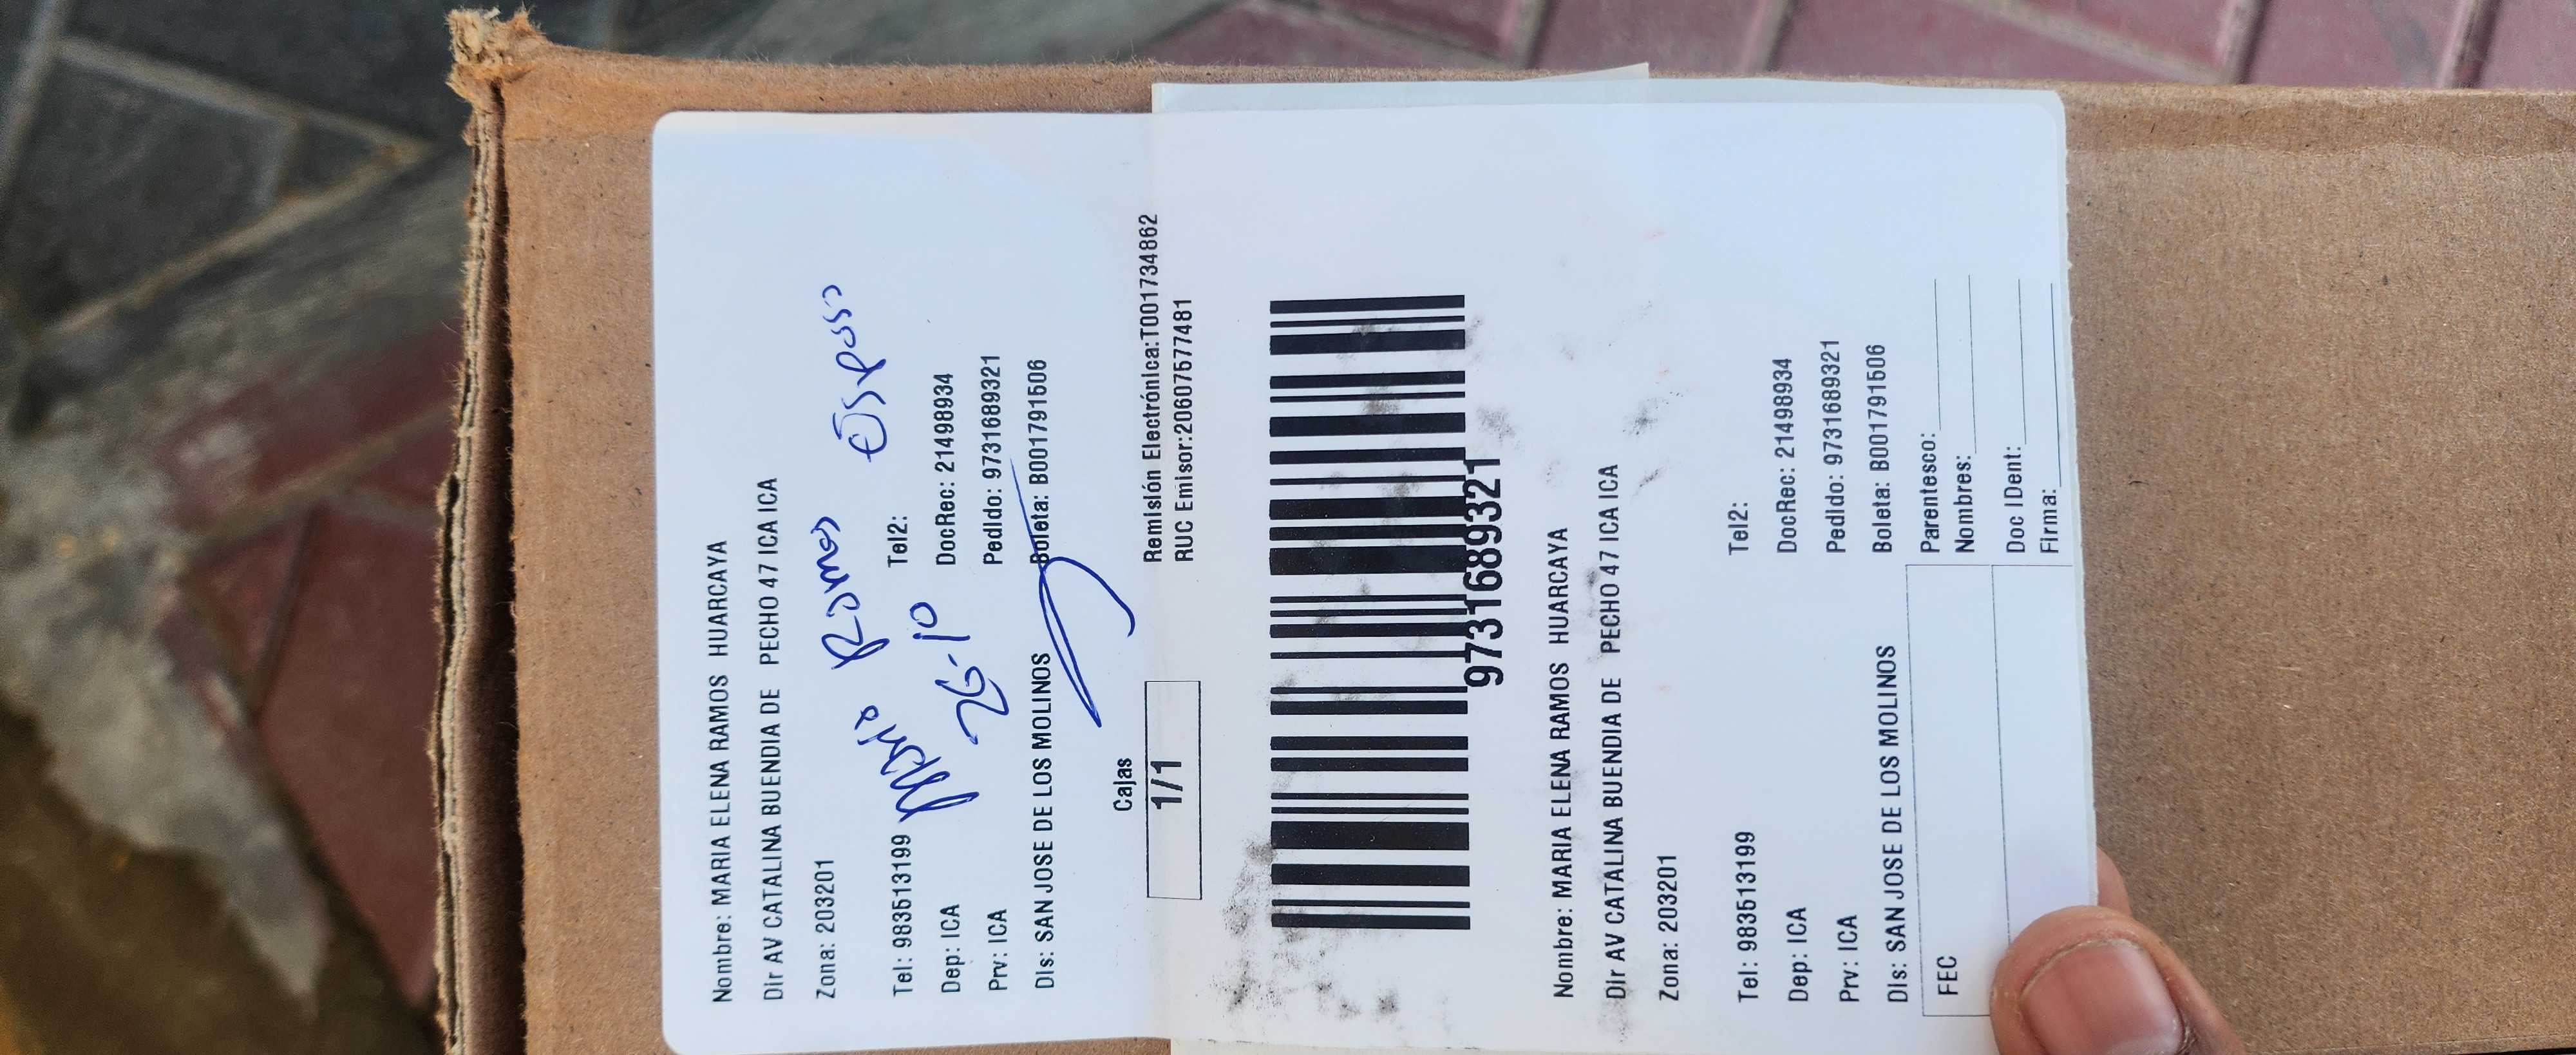 Nombre: MARIA ELENA RAMOS HUARCAYA
Dir AV CATALINA BUENDIA DE PECHO 47 ICA ICA
Zona: 203201
Mario Ramos Esposo
Tel: 983513199 Tel2:
26-10
Dep: ICA DocRec: 21498934
Prv: ICA Pedido: 9731689321
Dis: SAN JOSE DE LOS MOLINOS Boleta: B001791506
Cajas
1/1
Remisión Electrónica:T001734862
RUC Emisor:20607577481
9731689321
Nombre: MARIA ELENA RAMOS HUARCAYA
Dir AV CATALINA BUENDIA DE PECHO 47 ICA ICA
Zona: 203201
Tel: 983513199 Tel2:
Dep: ICA DocRec: 21498934
Prv: ICA Pedido: 9731689321
Dis: SAN JOSE DE LOS MOLINOS Boleta: B001791506
FEC
Parentesco:
Nombres:
Doc IDent:
Firma: